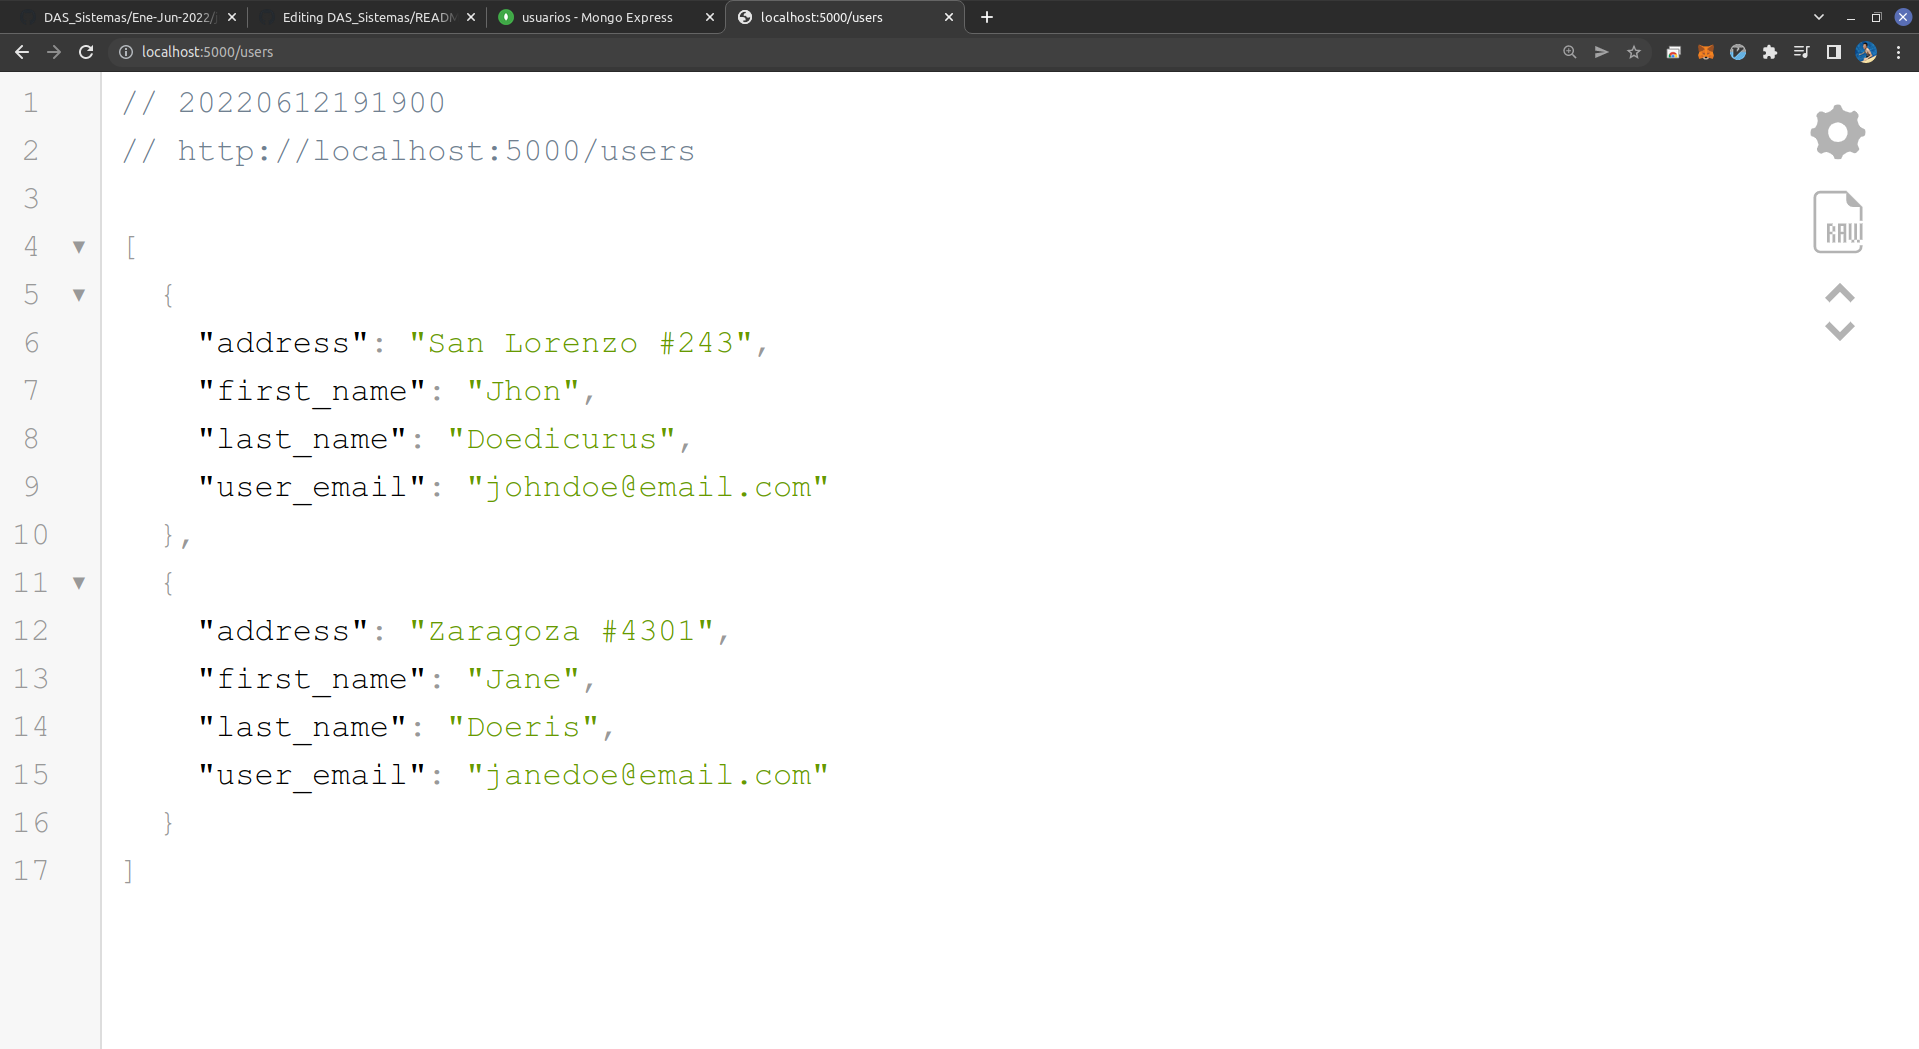 DAS_Sistemas/Ene-Jun-2022/
Editing DAS_Sistemas/READM
usuarios - Mongo Express
localhost:5000/users
localhost:5000/users
1 // 20220612191900
2 // http://localhost:5000/users
3
4 [
5 {
6 "address": "San Lorenzo #243",
7 "first_name": "Jhon",
8 "last_name": "Doedicurus",
9 "user_email": "johndoe@email.com"
10 },
11 {
12 "address": "Zaragoza #4301",
13 "first_name": "Jane",
14 "last_name": "Doeris",
15 "user_email": "janedoe@email.com"
16 }
17 ]
RAW